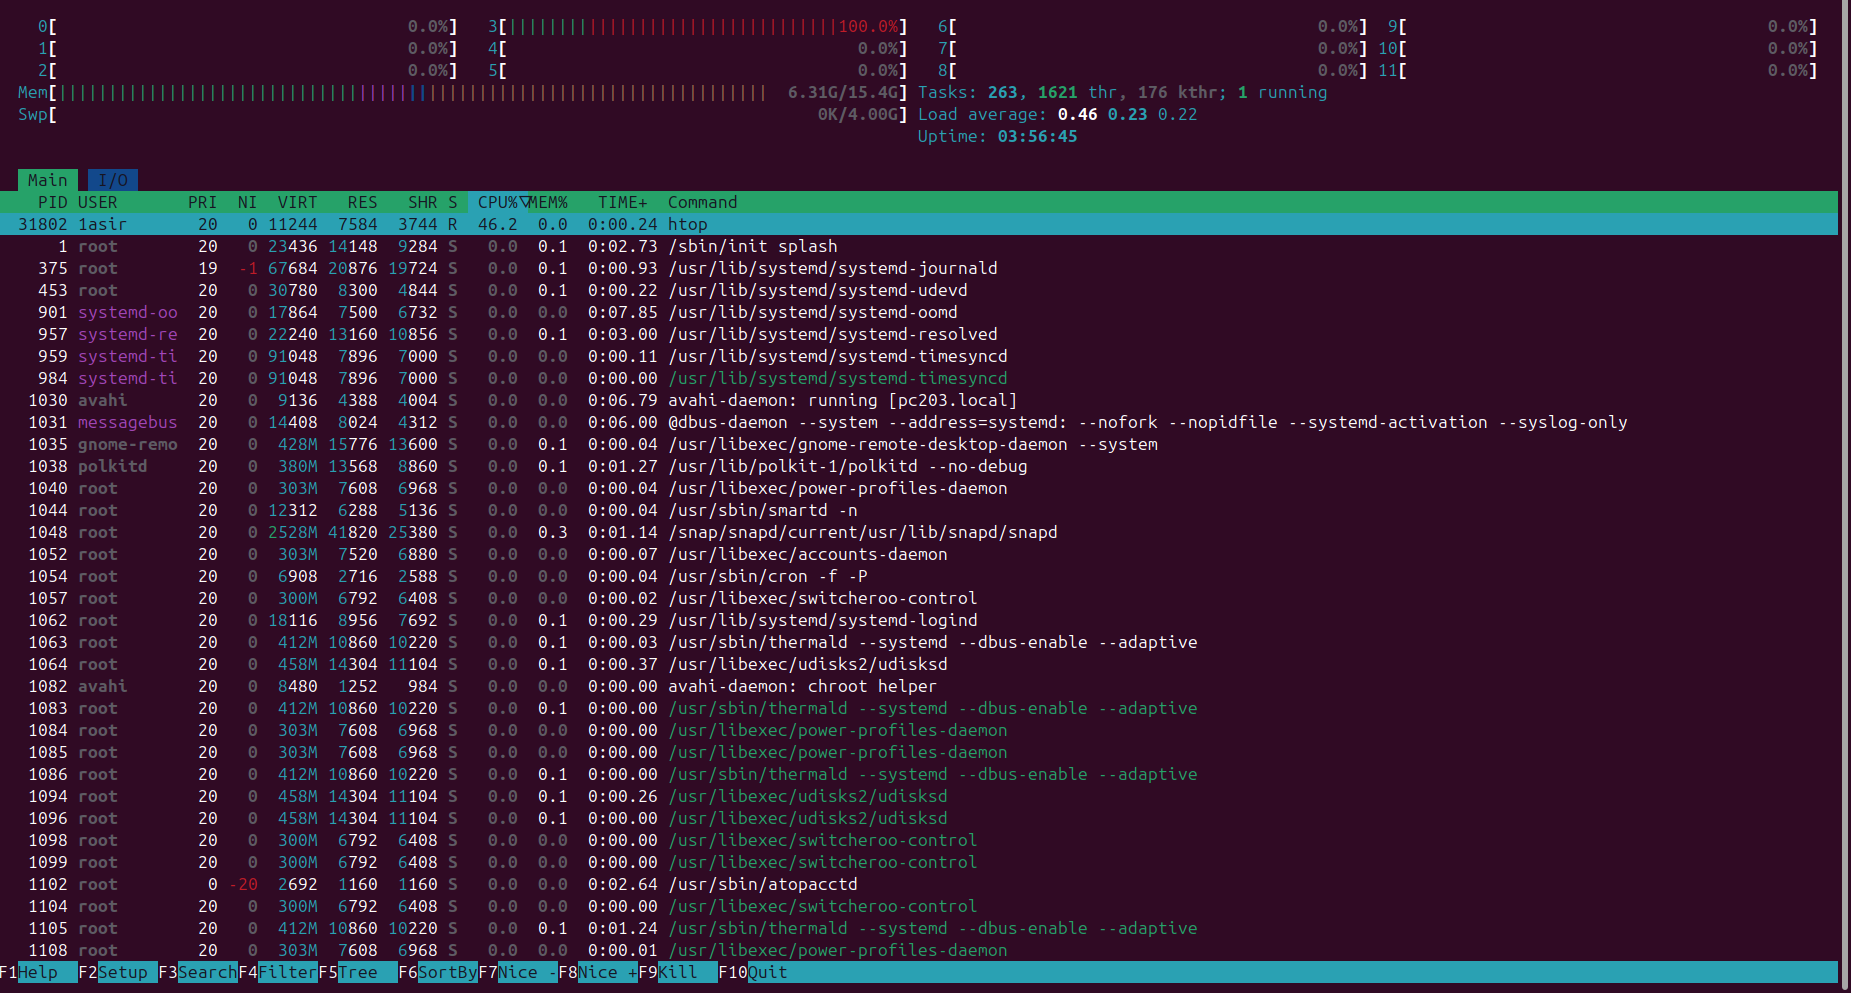 0[ 0.0%] 3[||||||||||||||||||||||||||||||||100.0%] 6[ 0.0%] 9[ 0.0%]
1[ 0.0%] 4[ 0.0%] 7[ 0.0%] 10[ 0.0%]
2[ 0.0%] 5[ 0.0%] 8[ 0.0%] 11[ 0.0%]
Mem[||||||||||||||||||||||||||||||||||||||||||||||||||||||||||||||||||||||| 6.31G/15.4G] Tasks: 263, 1621 thr, 176 kthr; 1 running
Swp[ 0K/4.00G] Load average: 0.46 0.23 0.22
Uptime: 03:56:45
Main I/O
PID USER PRI NI VIRT RES SHR S CPU%▽MEM% TIME+ Command
31802 1asir 20 0 11244 7584 3744 R 46.2 0.0 0:00.24 htop
1 root 20 0 23436 14148 9284 S 0.0 0.1 0:02.73 /sbin/init splash
375 root 19 -1 67684 20876 19724 S 0.0 0.1 0:00.93 /usr/lib/systemd/systemd-journald
453 root 20 0 30780 8300 4844 S 0.0 0.1 0:00.22 /usr/lib/systemd/systemd-udevd
901 systemd-oo 20 0 17864 7500 6732 S 0.0 0.0 0:07.85 /usr/lib/systemd/systemd-oomd
957 systemd-re 20 0 22240 13160 10856 S 0.0 0.1 0:03.00 /usr/lib/systemd/systemd-resolved
959 systemd-ti 20 0 91048 7896 7000 S 0.0 0.0 0:00.11 /usr/lib/systemd/systemd-timesyncd
984 systemd-ti 20 0 91048 7896 7000 S 0.0 0.0 0:00.00 /usr/lib/systemd/systemd-timesyncd
1030 avahi 20 0 9136 4388 4004 S 0.0 0.0 0:06.79 avahi-daemon: running [pc203.local]
1031 messagebus 20 0 14408 8024 4312 S 0.0 0.0 0:06.00 @dbus-daemon --system --address=systemd: --nofork --nopidfile --systemd-activation --syslog-only
1035 gnome-remo 20 0 428M 15776 13600 S 0.0 0.1 0:00.04 /usr/libexec/gnome-remote-desktop-daemon --system
1038 polkitd 20 0 380M 13568 8860 S 0.0 0.1 0:01.27 /usr/lib/polkit-1/polkitd --no-debug
1040 root 20 0 303M 7608 6968 S 0.0 0.0 0:00.04 /usr/libexec/power-profiles-daemon
1044 root 20 0 12312 6288 5136 S 0.0 0.0 0:00.04 /usr/sbin/smartd -n
1048 root 20 0 2528M 41820 25380 S 0.0 0.3 0:01.14 /snap/snapd/current/usr/lib/snapd/snapd
1052 root 20 0 303M 7520 6880 S 0.0 0.0 0:00.07 /usr/libexec/accounts-daemon
1054 root 20 0 6908 2716 2588 S 0.0 0.0 0:00.04 /usr/sbin/cron -f -P
1057 root 20 0 300M 6792 6408 S 0.0 0.0 0:00.02 /usr/libexec/switcheroo-control
1062 root 20 0 18116 8956 7692 S 0.0 0.1 0:00.29 /usr/lib/systemd/systemd-logind
1063 root 20 0 412M 10860 10220 S 0.0 0.1 0:00.03 /usr/sbin/thermald --systemd --dbus-enable --adaptive
1064 root 20 0 458M 14304 11104 S 0.0 0.1 0:00.37 /usr/libexec/udisks2/udisksd
1082 avahi 20 0 8480 1252 984 S 0.0 0.0 0:00.00 avahi-daemon: chroot helper
1083 root 20 0 412M 10860 10220 S 0.0 0.1 0:00.00 /usr/sbin/thermald --systemd --dbus-enable --adaptive
1084 root 20 0 303M 7608 6968 S 0.0 0.0 0:00.00 /usr/libexec/power-profiles-daemon
1085 root 20 0 303M 7608 6968 S 0.0 0.0 0:00.00 /usr/libexec/power-profiles-daemon
1086 root 20 0 412M 10860 10220 S 0.0 0.1 0:00.00 /usr/sbin/thermald --systemd --dbus-enable --adaptive
1094 root 20 0 458M 14304 11104 S 0.0 0.1 0:00.26 /usr/libexec/udisks2/udisksd
1096 root 20 0 458M 14304 11104 S 0.0 0.1 0:00.00 /usr/libexec/udisks2/udisksd
1098 root 20 0 300M 6792 6408 S 0.0 0.0 0:00.00 /usr/libexec/switcheroo-control
1099 root 20 0 300M 6792 6408 S 0.0 0.0 0:00.00 /usr/libexec/switcheroo-control
1102 root 0 -20 2692 1160 1160 S 0.0 0.0 0:02.64 /usr/sbin/atopacctd
1104 root 20 0 300M 6792 6408 S 0.0 0.0 0:00.00 /usr/libexec/switcheroo-control
1105 root 20 0 412M 10860 10220 S 0.0 0.1 0:01.24 /usr/sbin/thermald --systemd --dbus-enable --adaptive
1108 root 20 0 303M 7608 6968 S 0.0 0.0 0:00.01 /usr/libexec/power-profiles-daemon
F1Help F2Setup F3SearchF4FilterF5Tree F6SortByF7Nice -F8Nice +F9Kill F10Quit